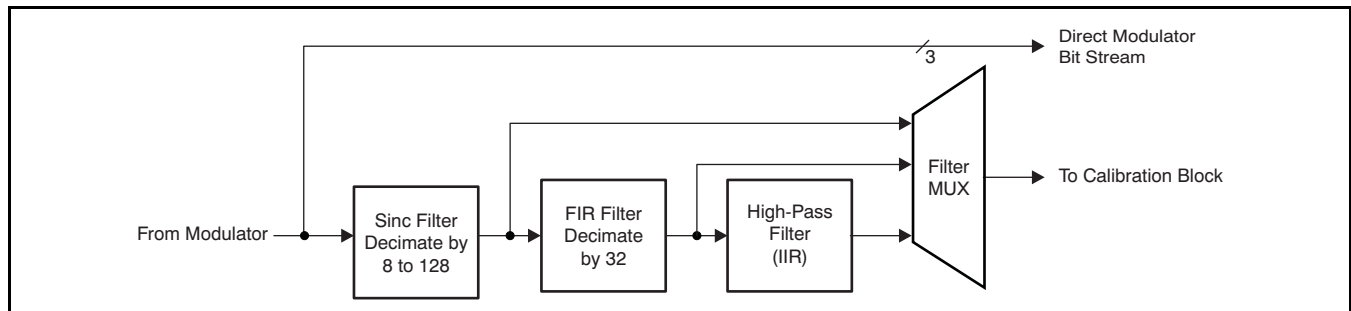 Direct Modulator
Bit Stream
3
Filter
MUX
To Calibration Block
From Modulator
Sinc Filter
Decimate by
8 to 128
FIR Filter
Decimate
by 32
High-Pass
Filter
(IIR)